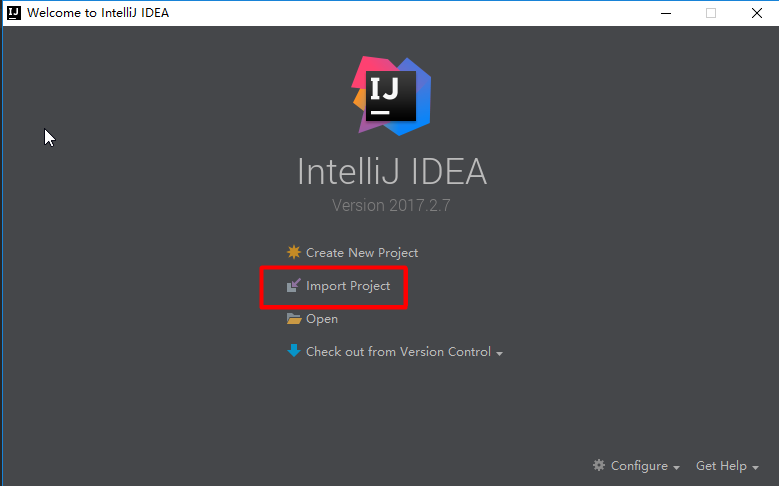 Welcome to IntelliJ IDEA
IJ
IntelliJ IDEA
Version 2017.2.7
Create New Project
Import Project
Open
Check out from Version Control
Configure
Get Help